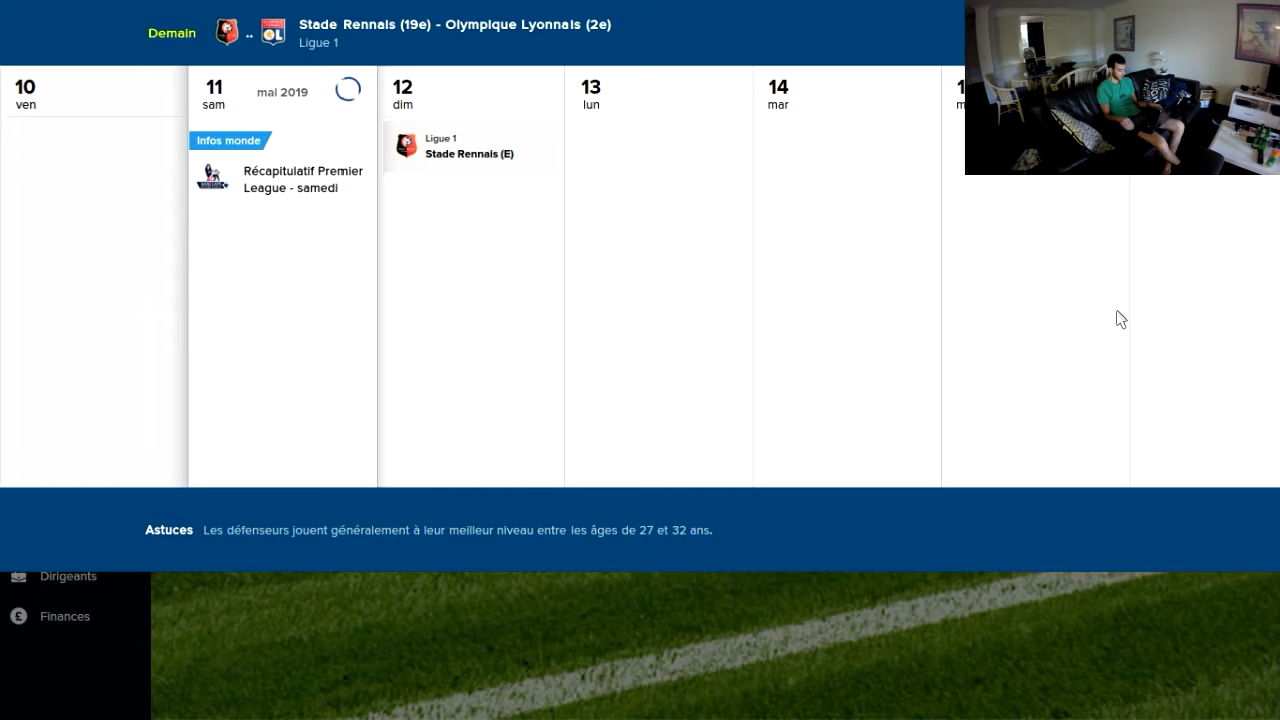 Demain
Stade Rennais (19e) - Olympique Lyonnais (2e)
Ligue 1
10
ven
11
sam
mai 2019
12
dim
13
lun
14
mar
Infos monde
Récapitulatif Premier
League - samedi
Ligue 1
Stade Rennais (E)
Astuces Les défenseurs jouent généralement à leur meilleur niveau entre les âges de 27 et 32 ans.
Dirigeants
Finances